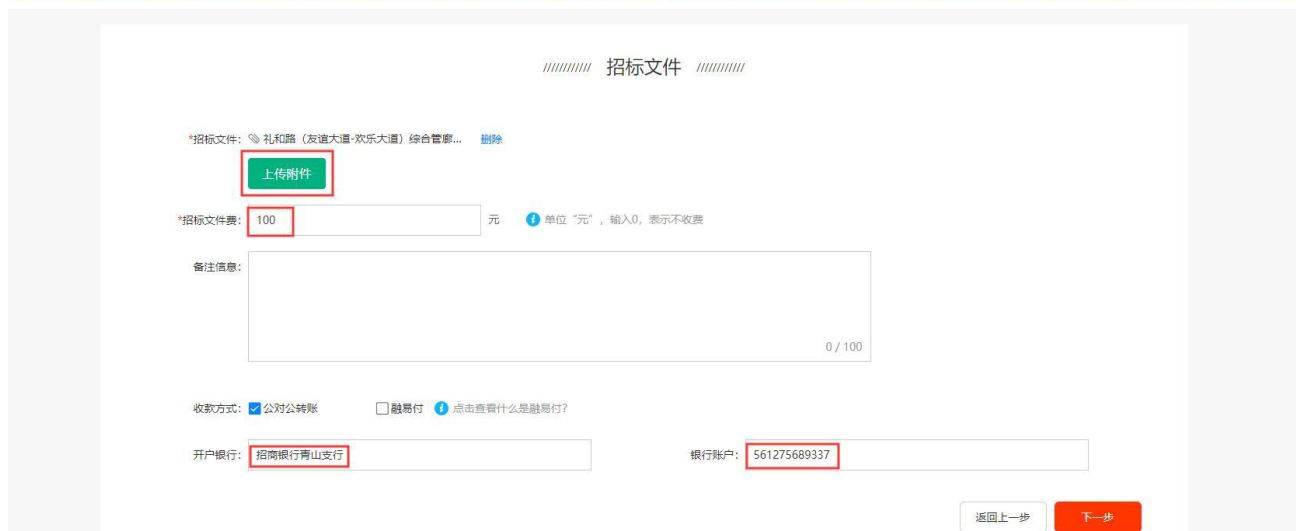 //////////// 招标文件 ////////////
*招标文件: 礼和路（友谊大道-欢乐大道）综合管廊... 删除
上传附件
*招标文件费: 100 元 i 单位“元”，输入0，表示不收费
备注信息:
0 / 100
收款方式: 公对公转账 融易付 i 点击查看什么是融易付?
开户银行: 招商银行青山支行 银行账户: 561275689337
返回上一步 下一步